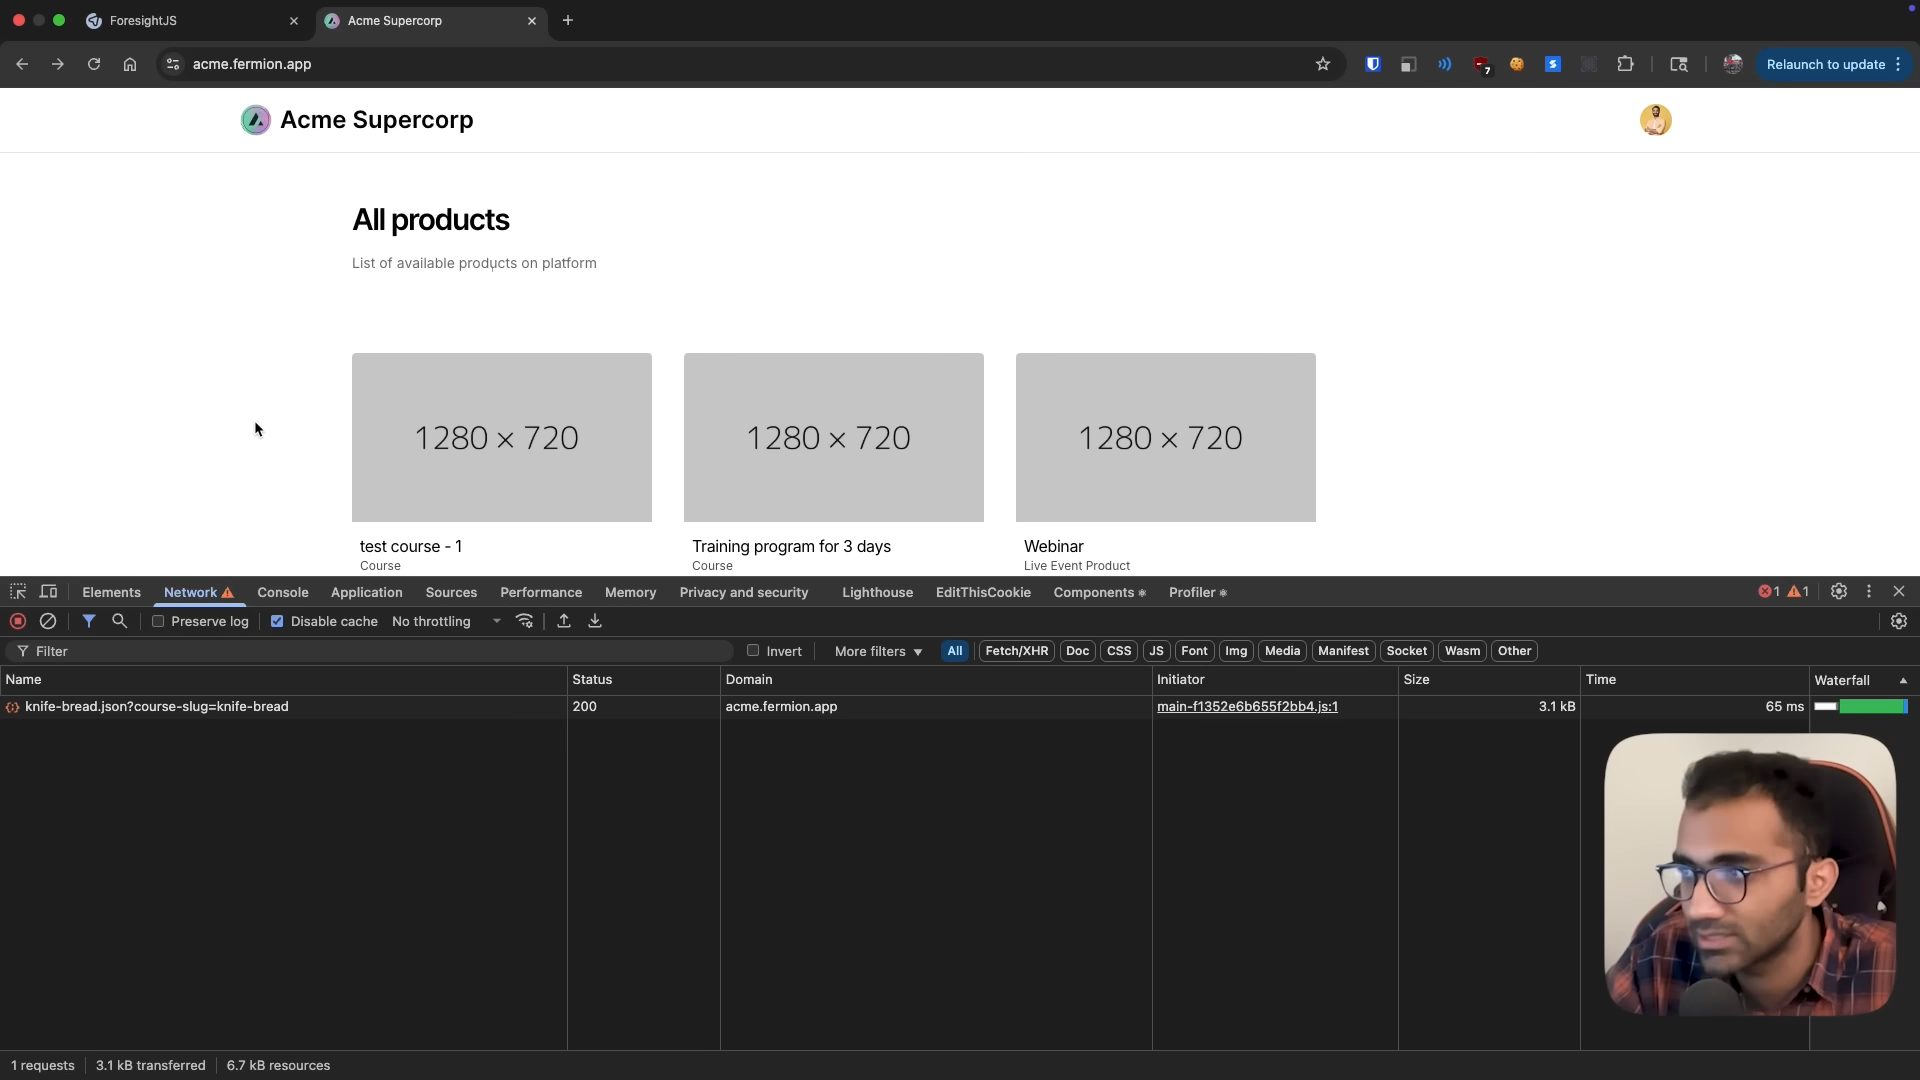 ForesightJS
Acme Supercorp
acme.fermion.app
7
Relaunch to update
Acme Supercorp
All products
List of available products on platform
1280 × 720
1280 × 720
1280 × 720
test course - 1
Course
Training program for 3 days
Course
Webinar
Live Event Product
Elements
Network
Console
Application
Sources
Performance
Memory
Privacy and security
Lighthouse
EditThisCookie
Components
Profiler
1
1
Preserve log
Disable cache
No throttling
Filter
Invert
More filters
All
Fetch/XHR
Doc
CSS
JS
Font
Img
Media
Manifest
Socket
Wasm
Other
Name
Status
Domain
Initiator
Size
Time
Waterfall
knife-bread.json?course-slug=knife-bread
200
acme.fermion.app
main-f1352e6b655f2bb4.js:1
3.1 kB
65 ms
1 requests
3.1 kB transferred
6.7 kB resources